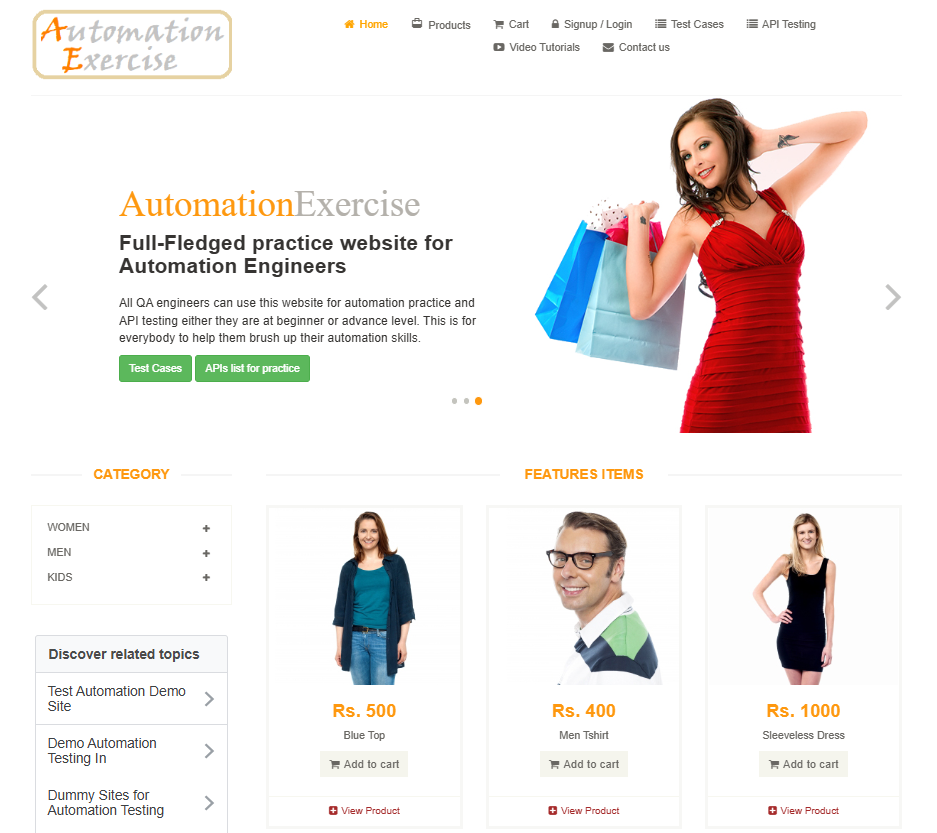 Automation
Exercise
Home
Products
Cart
Signup / Login
Test Cases
API Testing
Video Tutorials
Contact us
AutomationExercise
Full-Fledged practice website for
Automation Engineers
All QA engineers can use this website for automation practice and
API testing either they are at beginner or advance level. This is for
everybody to help them brush up their automation skills.
Test Cases
APIs list for practice
CATEGORY
WOMEN
MEN
KIDS
Discover related topics
Test Automation Demo
Site
Demo Automation
Testing In
Dummy Sites for
Automation Testing
FEATURES ITEMS
Rs. 500
Blue Top
Add to cart
View Product
Rs. 400
Men Tshirt
Add to cart
View Product
Rs. 1000
Sleeveless Dress
Add to cart
View Product